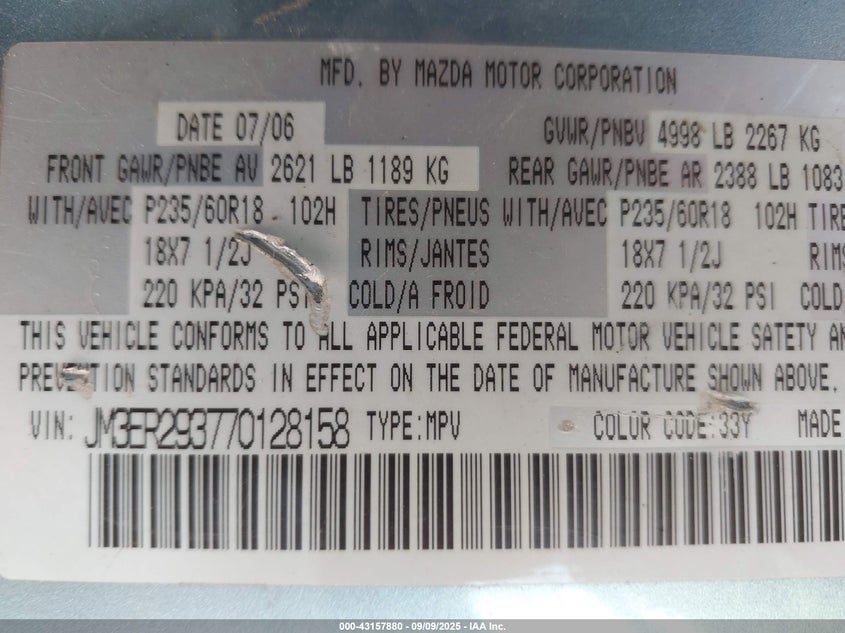 MFD. BY MAZDA MOTOR CORPORATION
DATE 07/06 GVWR/PNBV 4998 LB 2267 KG
FRONT GAWR/PNBE AV 2621 LB 1189 KG REAR GAWR/PNBE AR 2388 LB 1083
WITH/AVEC P235/60R18 102H TIRES/PNEUS WITH/AVEC P235/60R18 102H TIRE
18X7 1/2J RIMS/JANTES 18X7 1/2J RIMS
220 KPA/32 PSI COLD/A FROID 220 KPA/32 PSI COLD/
THIS VEHICLE CONFORMS TO ALL APPLICABLE FEDERAL MOTOR VEHICLE SAFETY AN
PREVENTION STANDARDS IN EFFECT ON THE DATE OF MANUFACTURE SHOWN ABOVE.
VIN: JM3ER293770128158 TYPE:MPV COLOR CODE:33Y MADE
000-43157880 - 09/09/2025 - IAA Inc.